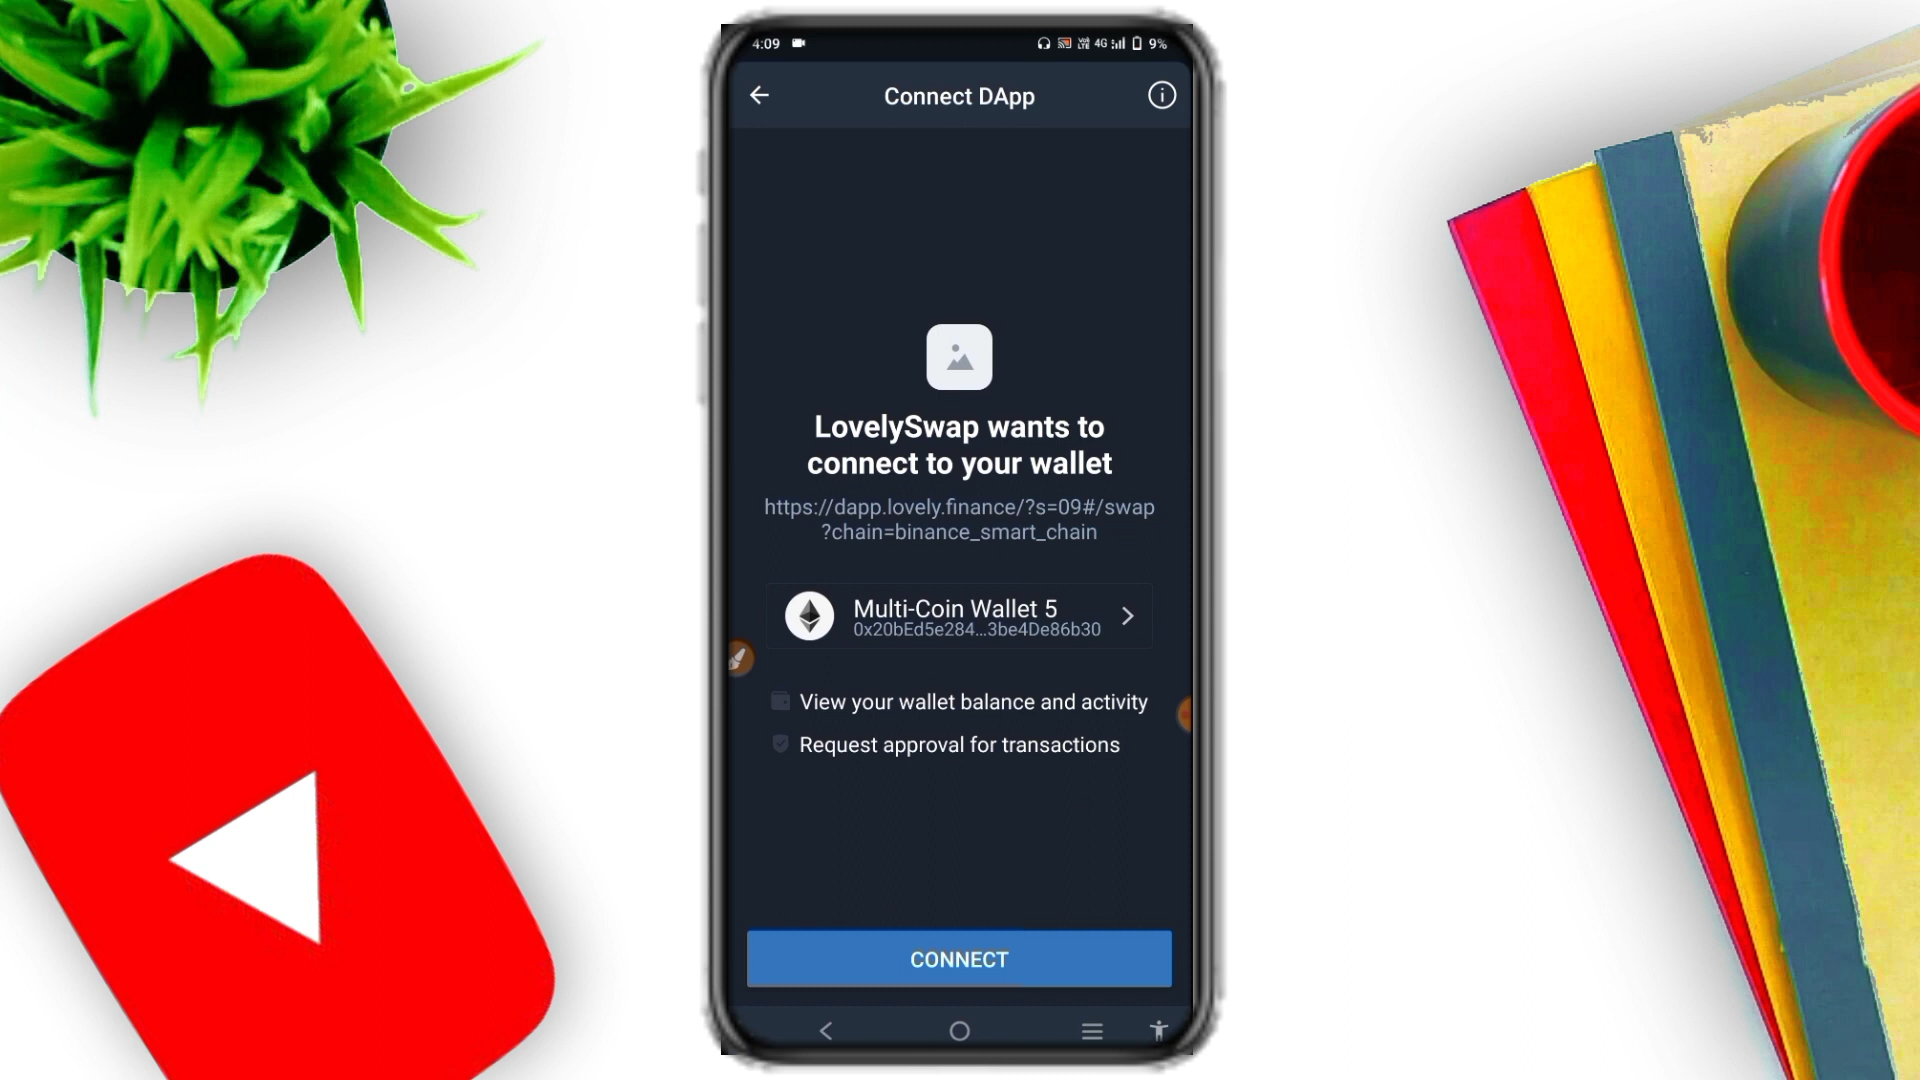 4:09
4G 9%
Connect DApp
LovelySwap wants to
connect to your wallet
https://dapp.lovely.finance/?s=09#/swap
?chain=binance_smart_chain
Multi-Coin Wallet 5
0x20bEd5e284...3be4De86b30
View your wallet balance and activity
Request approval for transactions
CONNECT